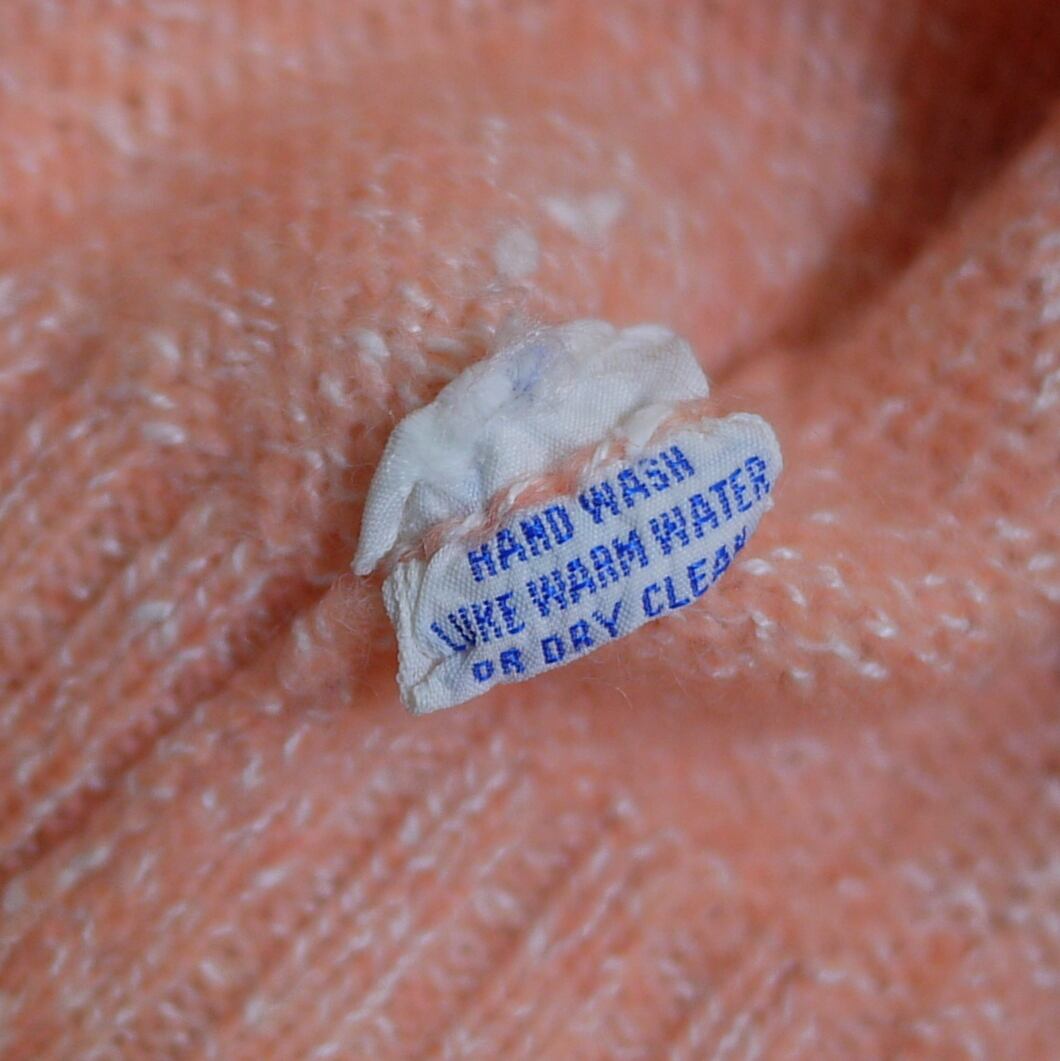 HAND WASH
LUKE WARM WATER
OR DRY CLEAN